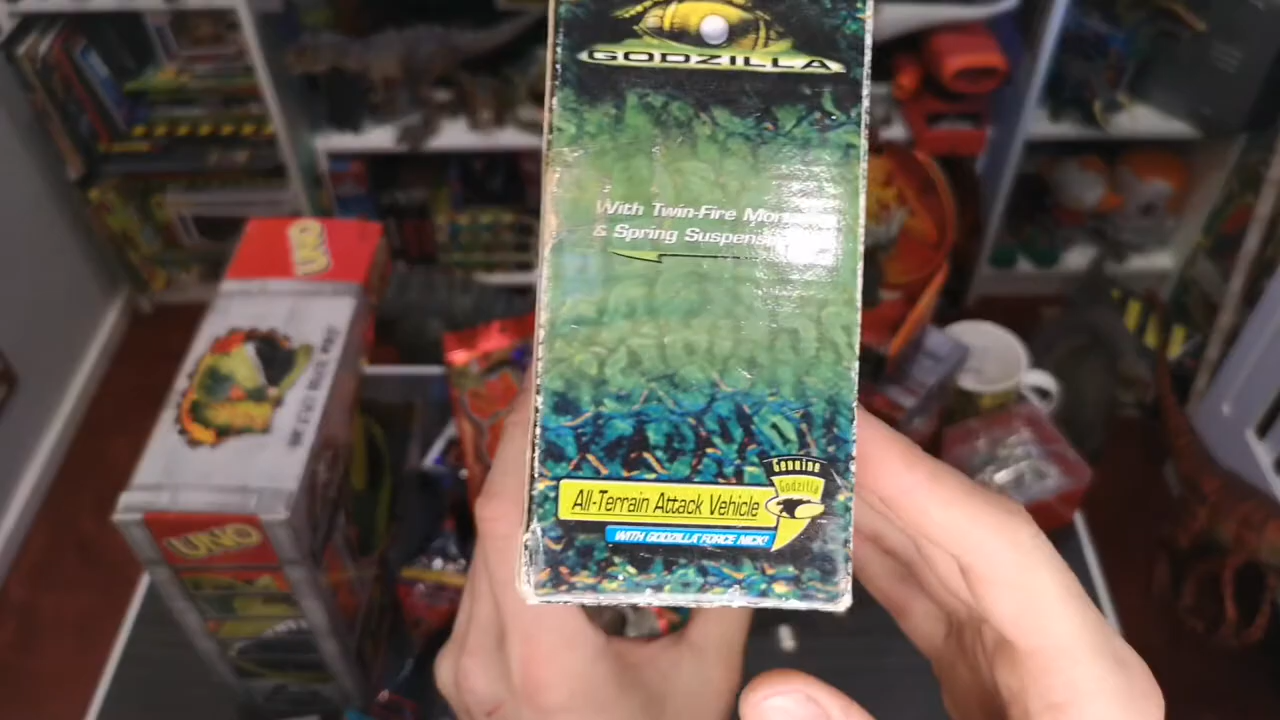 GODZILLA
With Twin-Fire
& Spring
Genuine
Godzilla
All-Terrain Attack Vehicle
WITH GODZILLA FORCE NICK!
UNO
UNO